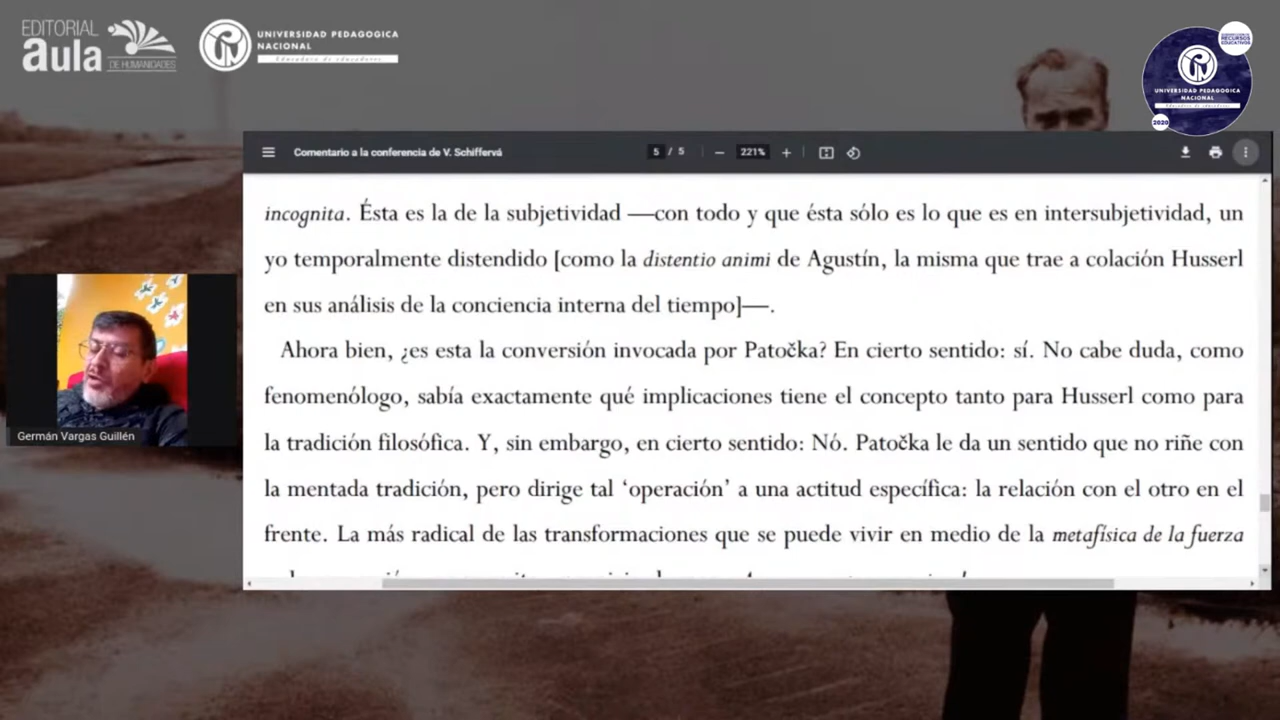 EDITORIAL
aula
DE HUMANIDADES
UNIVERSIDAD PEDAGOGICA
NACIONAL
Educadora de educadores
RECURSOS
EDUCATIVOS
UNIVERSIDAD PEDAGOGICA
NACIONAL
2020
Comentario a la conferencia de V. Schiffervá
5 / 5
221%
incognita. Ésta es la de la subjetividad —con todo y que ésta sólo es lo que es en intersubjetividad, un
yo temporalmente distendido [como la distentio animi de Agustín, la misma que trae a colación Husserl
en sus análisis de la conciencia interna del tiempo]—.
Ahora bien, ¿es esta la conversión invocada por Patočka? En cierto sentido: sí. No cabe duda, como
fenomenólogo, sabía exactamente qué implicaciones tiene el concepto tanto para Husserl como para
la tradición filosófica. Y, sin embargo, en cierto sentido: Nó. Patočka le da un sentido que no riñe con
la mentada tradición, pero dirige tal ‘operación’ a una actitud específica: la relación con el otro en el
frente. La más radical de las transformaciones que se puede vivir en medio de la metafísica de la fuerza
Germán Vargas Guillén